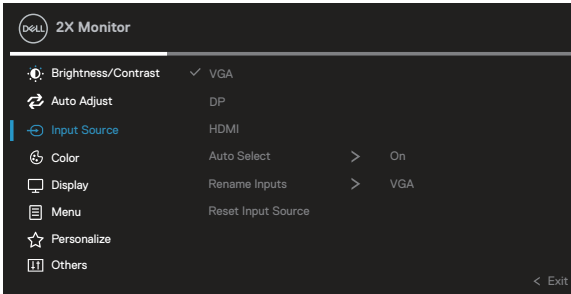 DELL 2X Monitor
Brightness/Contrast VGA
Auto Adjust DP
Input Source HDMI
Color Auto Select > On
Display Rename Inputs > VGA
Menu Reset Input Source
Personalize
Others
< Exit